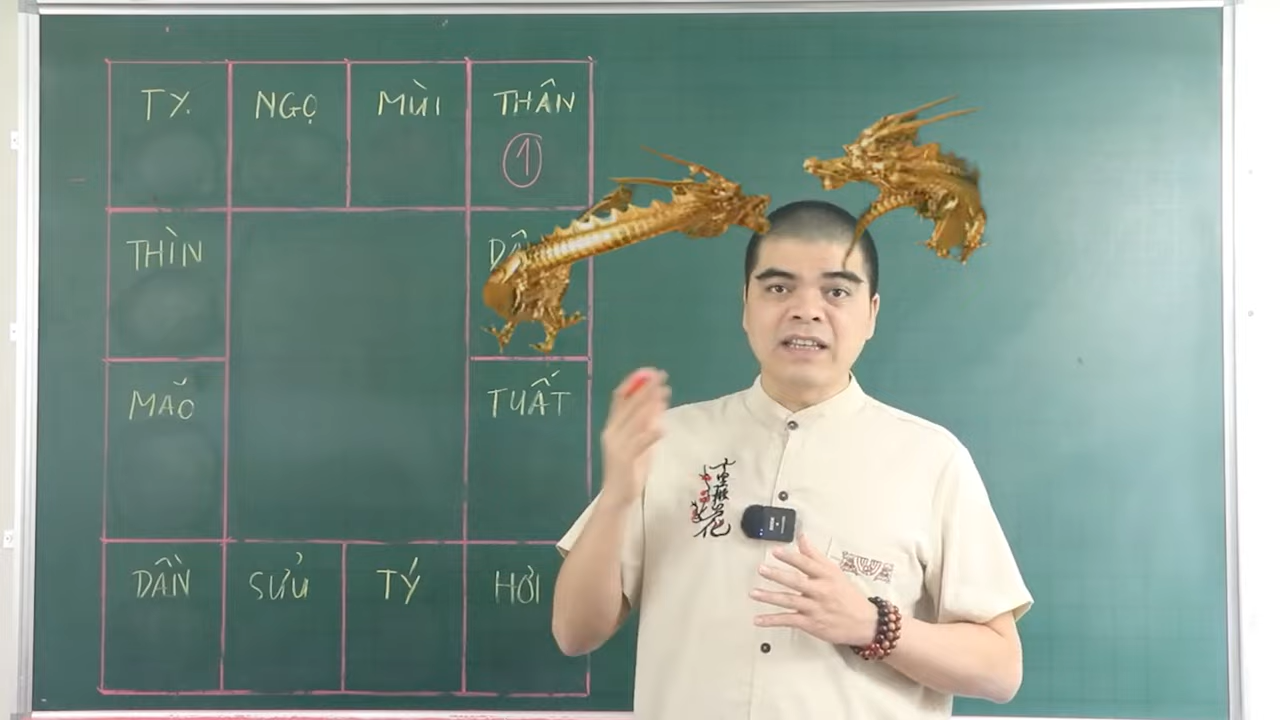 TỴ
NGỌ
MÙI
THÂN
1
THÌN
MÃO
TUẤT
DẦN
SỬU
TÝ
HỢI